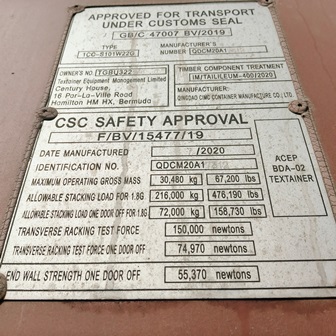 APPROVED FOR TRANSPORT
UNDER CUSTOMS SEAL
GB/C 47007 BV/2019
TYPE
1CC-S101W22G
MANUFACTURER'S
NUMBER QDCM20A1
OWNER'S NO. TGBU322
Textainer Equipment Management Limited
Century House,
16 Par-La-Ville Road
Hamilton HM HX, Bermuda
TIMBER COMPONENT TREATMENT
IM/TAILILEUM-400/2020
MANUFACTURER:
QINGDAO CIMC CONTAINER MANUFACTURE CO., LTD
CSC SAFETY APPROVAL
F/BV/15477/19
DATE MANUFACTURED /2020
IDENTIFICATION NO. QDCM20A1
MAXIMUM OPERATING GROSS MASS 30,480 kg 67,200 lbs
ALLOWABLE STACKING LOAD FOR 1.8G 216,000 kg 476,190 lbs
ALLOWABLE STACKING LOAD ONE DOOR OFF FOR 1.8G 72,000 kg 158,730 lbs
TRANSVERSE RACKING TEST FORCE 150,000 newtons
TRANSVERSE RACKING TEST FORCE ONE DOOR OFF 74,970 newtons
END WALL STRENGTH ONE DOOR OFF 55,370 newtons
ACEP
BDA-02
TEXTAINER